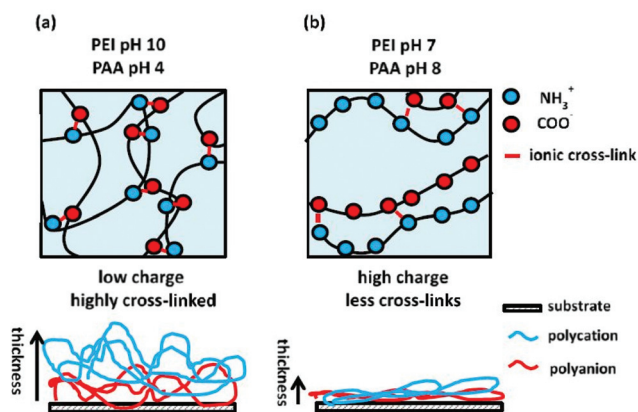 (a)
PEI pH 10
PAA pH 4
low charge
highly cross-linked
thickness
(b)
PEI pH 7
PAA pH 8
high charge
less cross-links
thickness
NH3+
COO-
ionic cross-link
substrate
polycation
polyanion